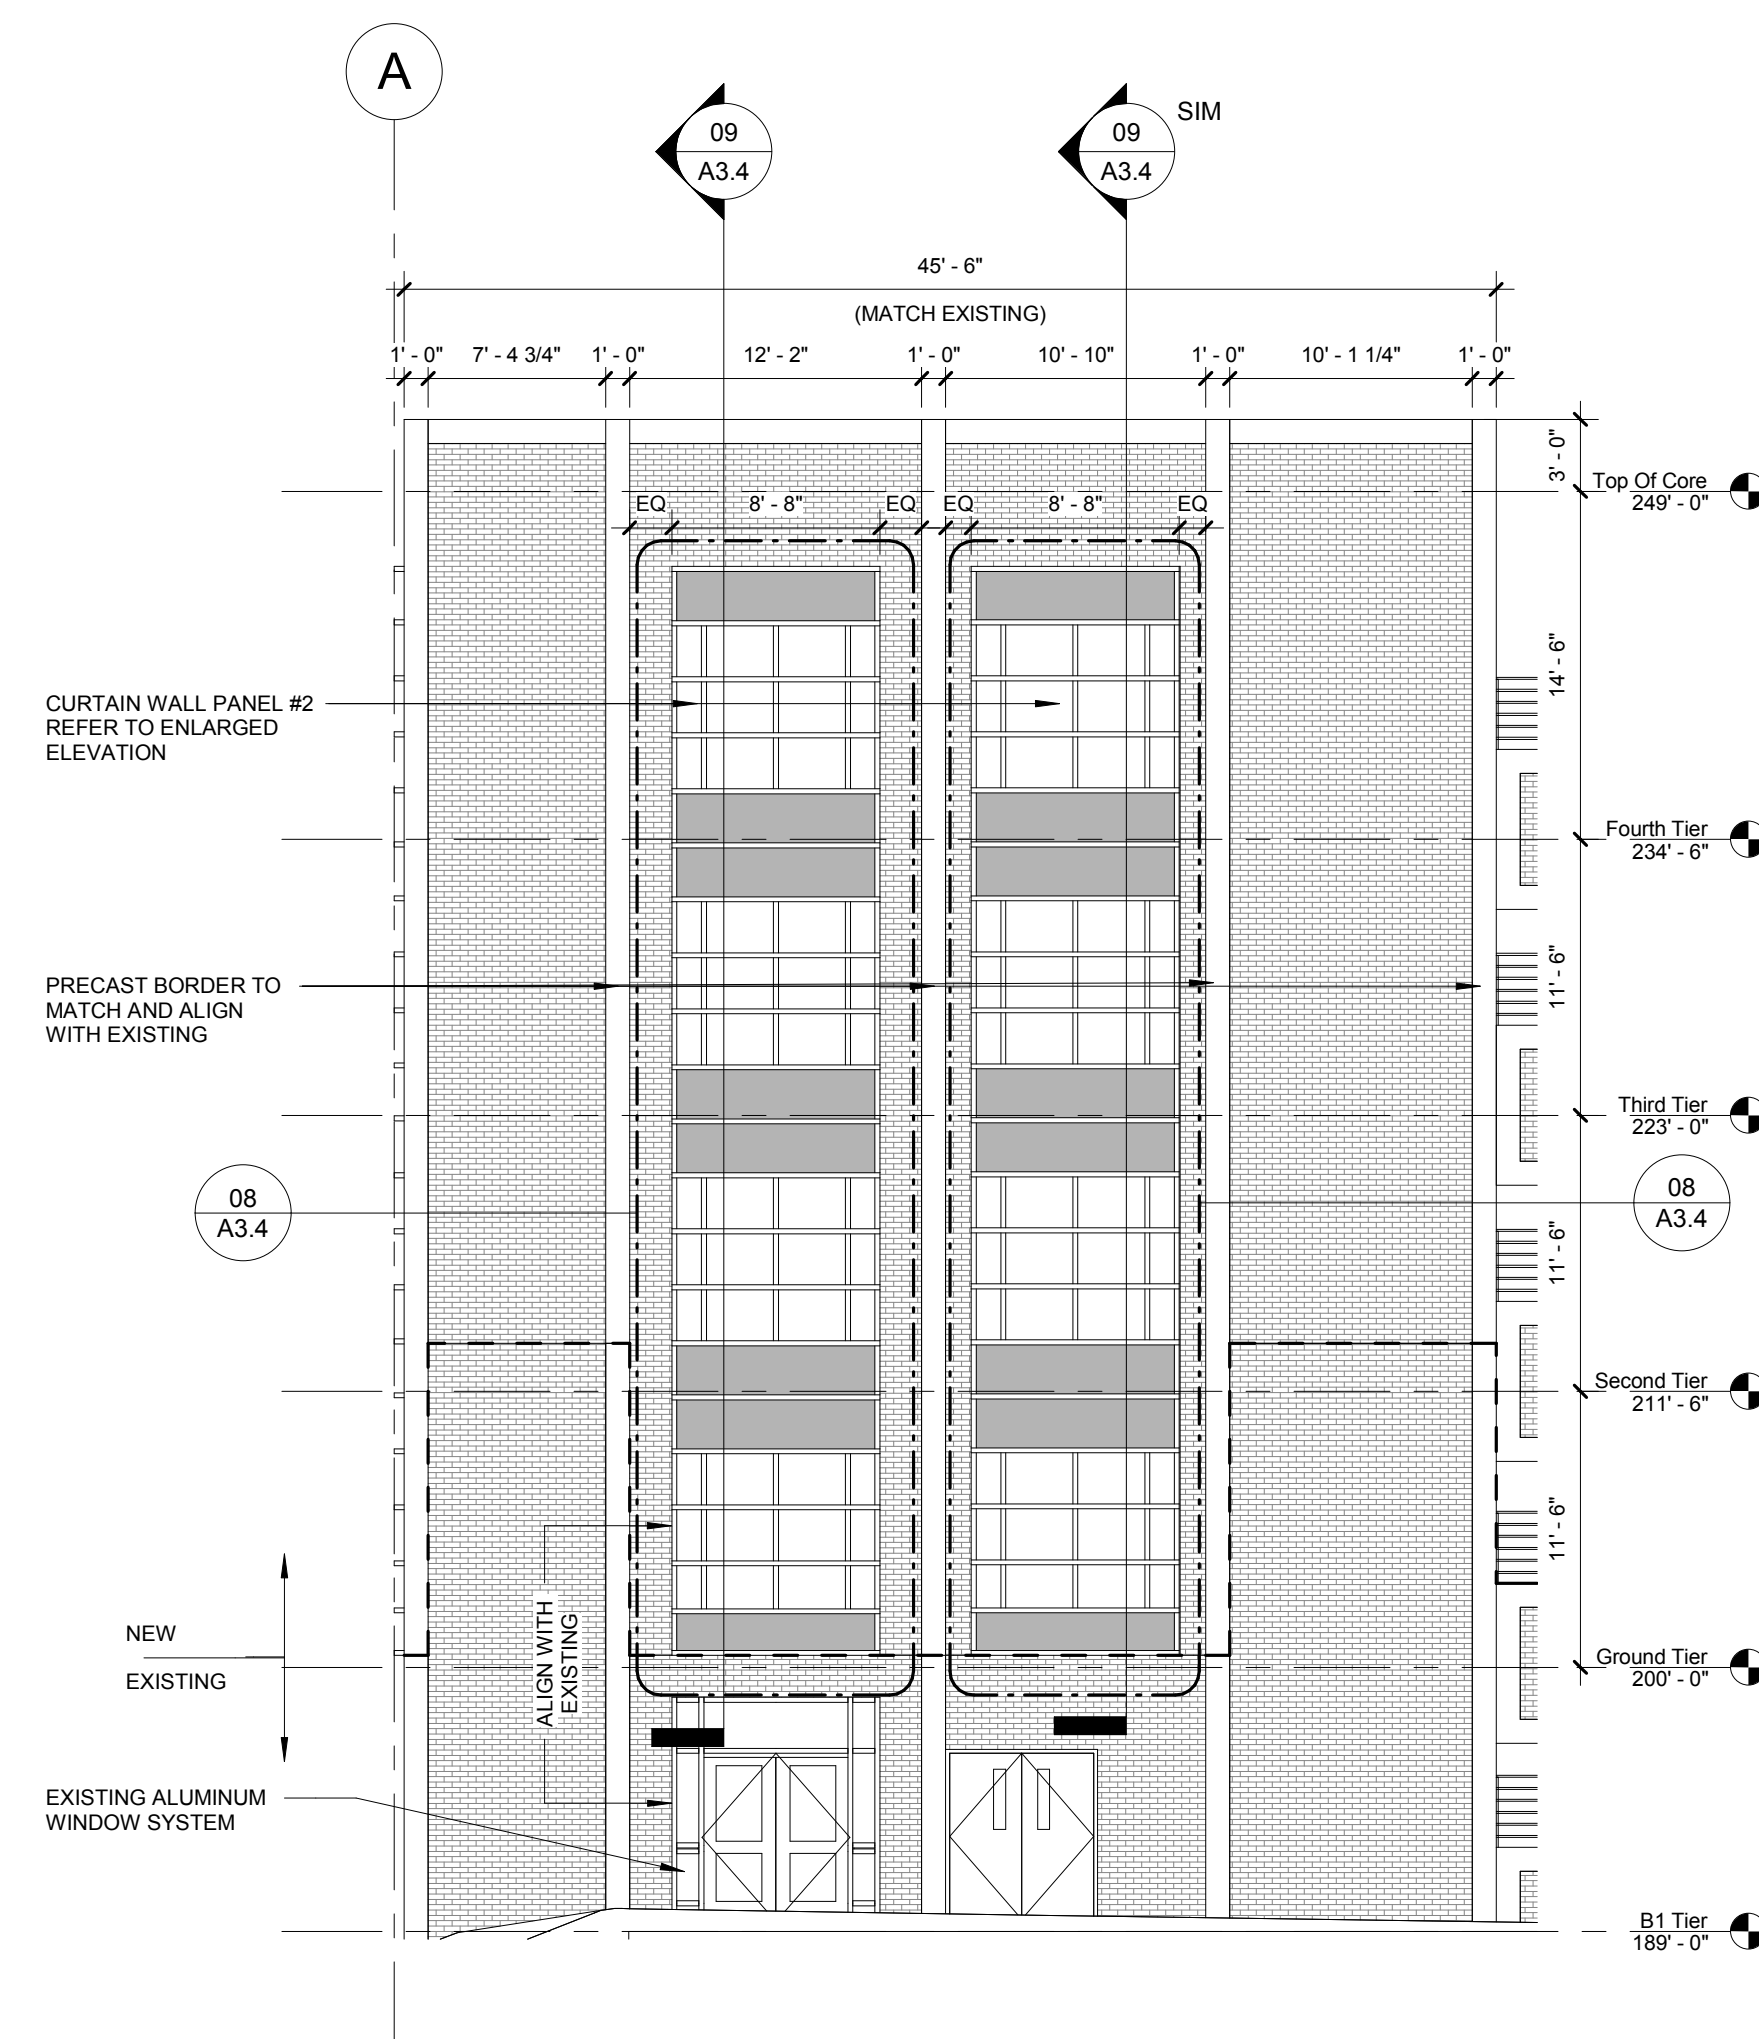 A
09
A3.4
09
A3.4
SIM
45' - 6"
(MATCH EXISTING)
1' - 0"
7' - 4 3/4"
1' - 0"
12' - 2"
1' - 0"
10' - 10"
1' - 0"
10' - 1 1/4"
1' - 0"
3' - 0"
Top Of Core
249' - 0"
EQ
8' - 8"
EQ
EQ
8' - 8"
EQ
14' - 6"
CURTAIN WALL PANEL #2
REFER TO ENLARGED
ELEVATION
Fourth Tier
234' - 6"
11' - 6"
PRECAST BORDER TO
MATCH AND ALIGN
WITH EXISTING
Third Tier
223' - 0"
08
A3.4
08
A3.4
11' - 6"
Second Tier
211' - 6"
11' - 6"
ALIGN WITH
EXISTING
NEW
EXISTING
Ground Tier
200' - 0"
EXISTING ALUMINUM
WINDOW SYSTEM
B1 Tier
189' - 0"